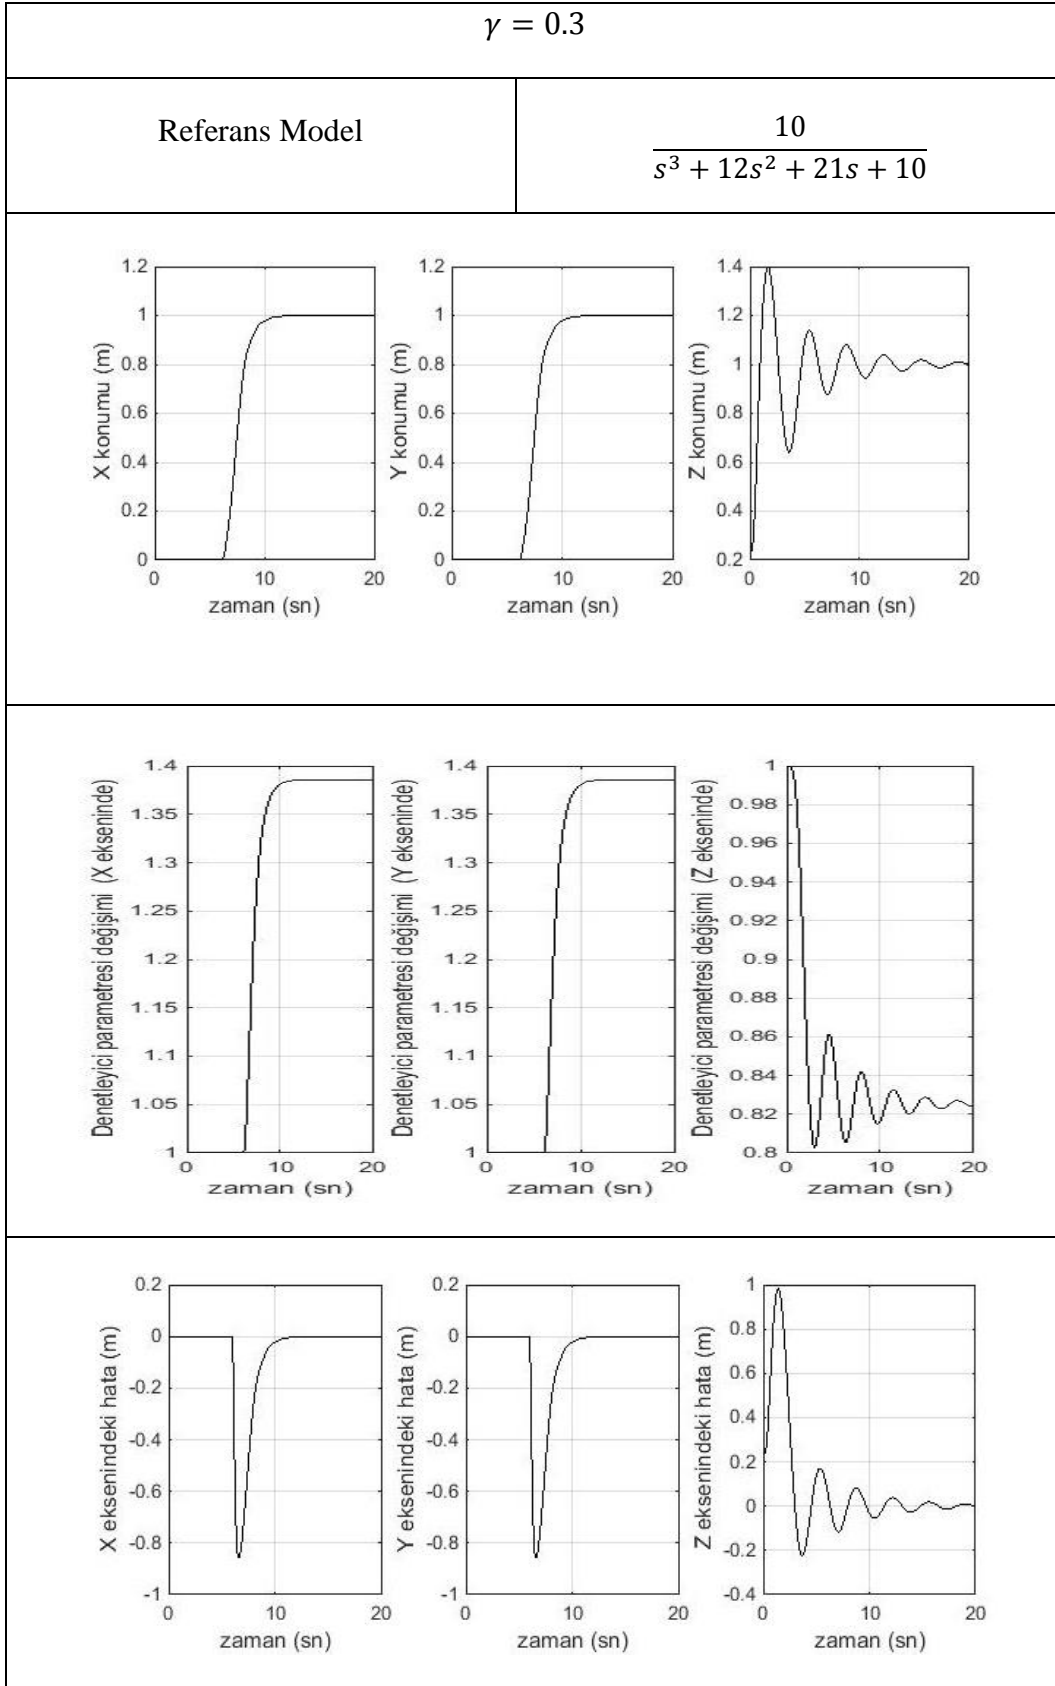 γ = 0.3
Referans Model
10
s³ + 12s² + 21s + 10
1.2
1
0.8
0.6
0.4
0.2
0
0 10 20
X konumu (m)
zaman (sn)
1.2
1
0.8
0.6
0.4
0.2
0
0 10 20
Y konumu (m)
zaman (sn)
1.4
1.2
1
0.8
0.6
0.4
0.2
0 10 20
Z konumu (m)
zaman (sn)
1.4
1.35
1.3
1.25
1.2
1.15
1.1
1.05
1
0 10 20
Denetleyici parametresi değişimi (X ekseninde)
zaman (sn)
1.4
1.35
1.3
1.25
1.2
1.15
1.1
1.05
1
0 10 20
Denetleyici parametresi değişimi (Y ekseninde)
zaman (sn)
1
0.98
0.96
0.94
0.92
0.9
0.88
0.86
0.84
0.82
0.8
0 10 20
Denetleyici parametresi değişimi (Z ekseninde)
zaman (sn)
0.2
0
-0.2
-0.4
-0.6
-0.8
-1
0 10 20
X eksenindeki hata (m)
zaman (sn)
0.2
0
-0.2
-0.4
-0.6
-0.8
-1
0 10 20
Y eksenindeki hata (m)
zaman (sn)
1
0.8
0.6
0.4
0.2
0
-0.2
-0.4
0 10 20
Z eksenindeki hata (m)
zaman (sn)